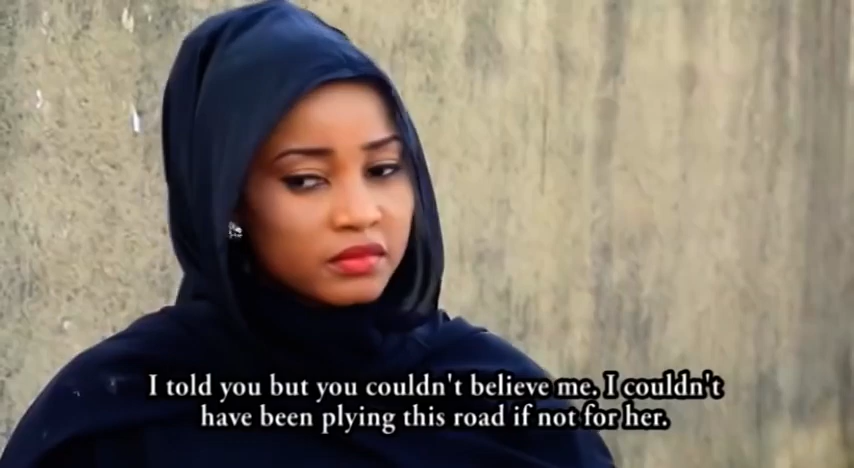 I told you but you couldn't believe me. I couldn't
have been plying this road if not for her.